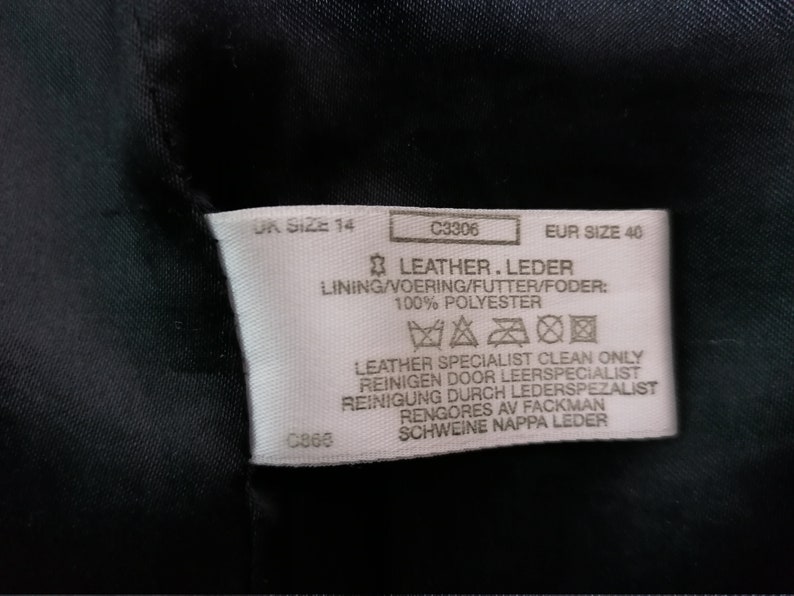 UK SIZE 14 C3306 EUR SIZE 40
LEATHER . LEDER
LINING/VOERING/FUTTER/FODER:
100% POLYESTER
LEATHER SPECIALIST CLEAN ONLY
REINIGEN DOOR LEERSPECIALIST
REINIGUNG DURCH LEDERSPEZALIST
RENGORES AV FACKMAN
SCHWEINE NAPPA LEDER
C866